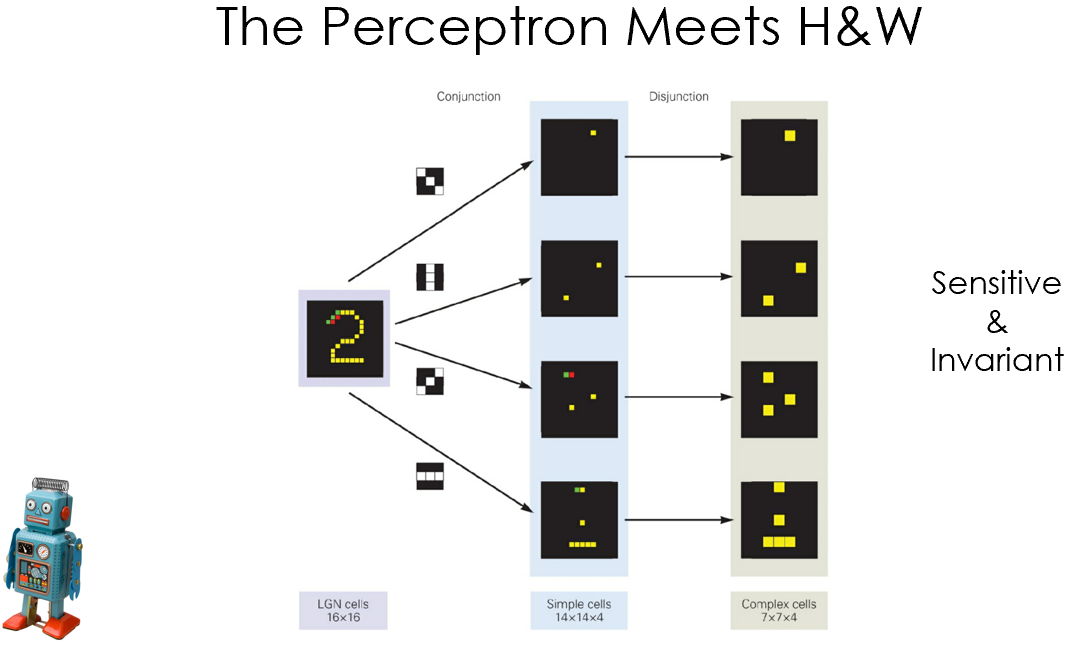 The Perceptron Meets H&W
Conjunction
Disjunction
Sensitive
&
Invariant
LGN cells
16×16
Simple cells
14×14×4
Complex cells
7×7×4